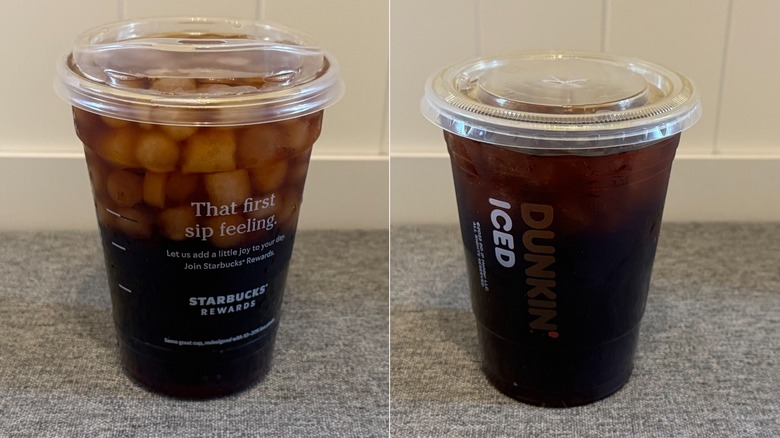 That first
sip feeling.
Let us add a little joy to your day.
Join Starbucks® Rewards.
STARBUCKS®
REWARDS
DUNKIN'
ICED